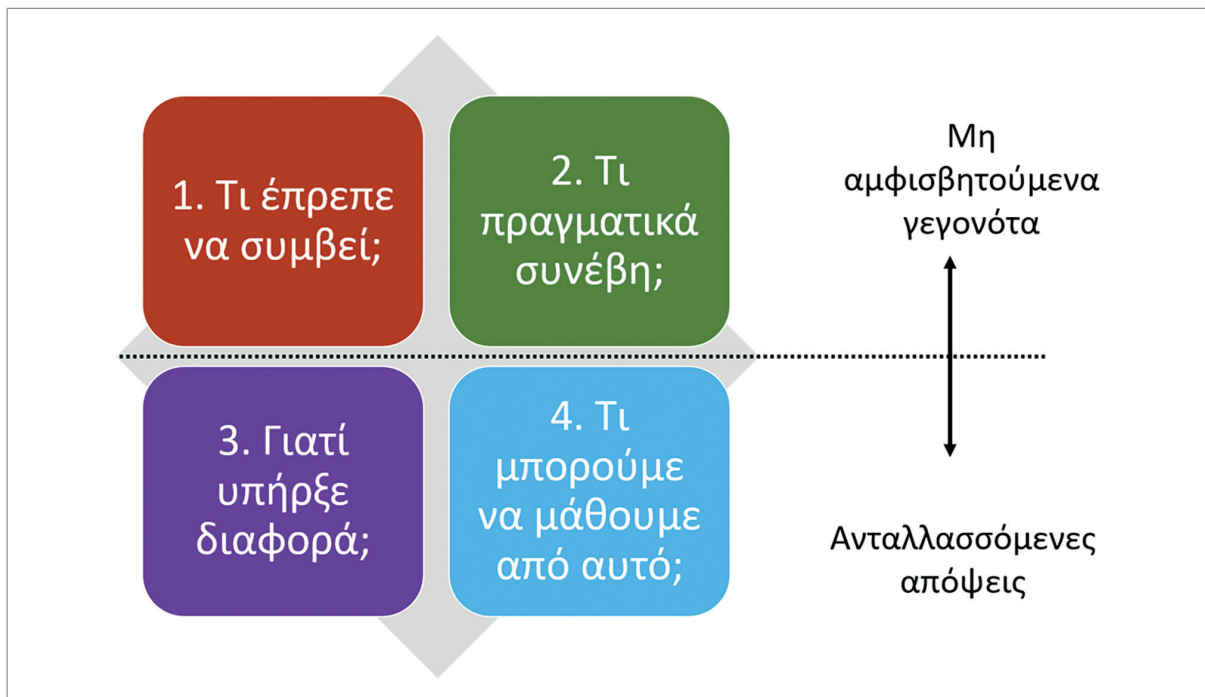 1. Τι έπρεπε
να συμβεί;
2. Τι
πραγματικά
συνέβη;
Μη
αμφισβητούμενα
γεγονότα
3. Γιατί
υπήρξε
διαφορά;
4. Τι
μπορούμε
να μάθουμε
από αυτό;
Ανταλλασσόμενες
απόψεις